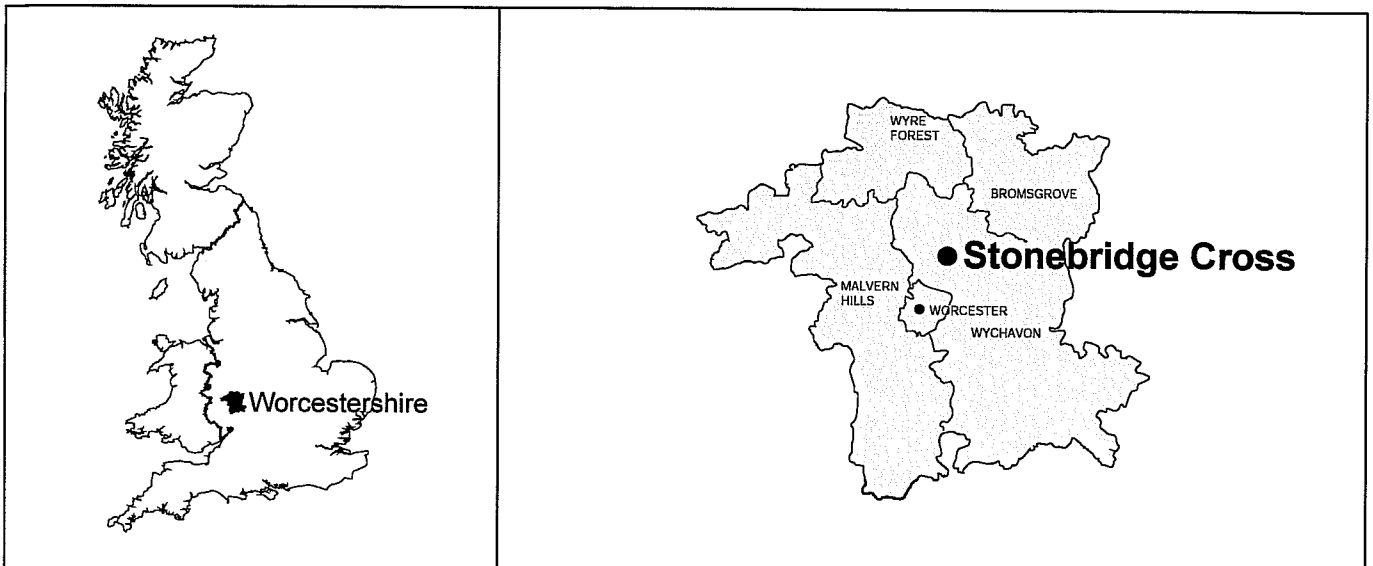 Worcestershire
WYRE
FOREST
BROMSGROVE
Stonebridge Cross
MALVERN
HILLS
WORCESTER
WYCHAVON